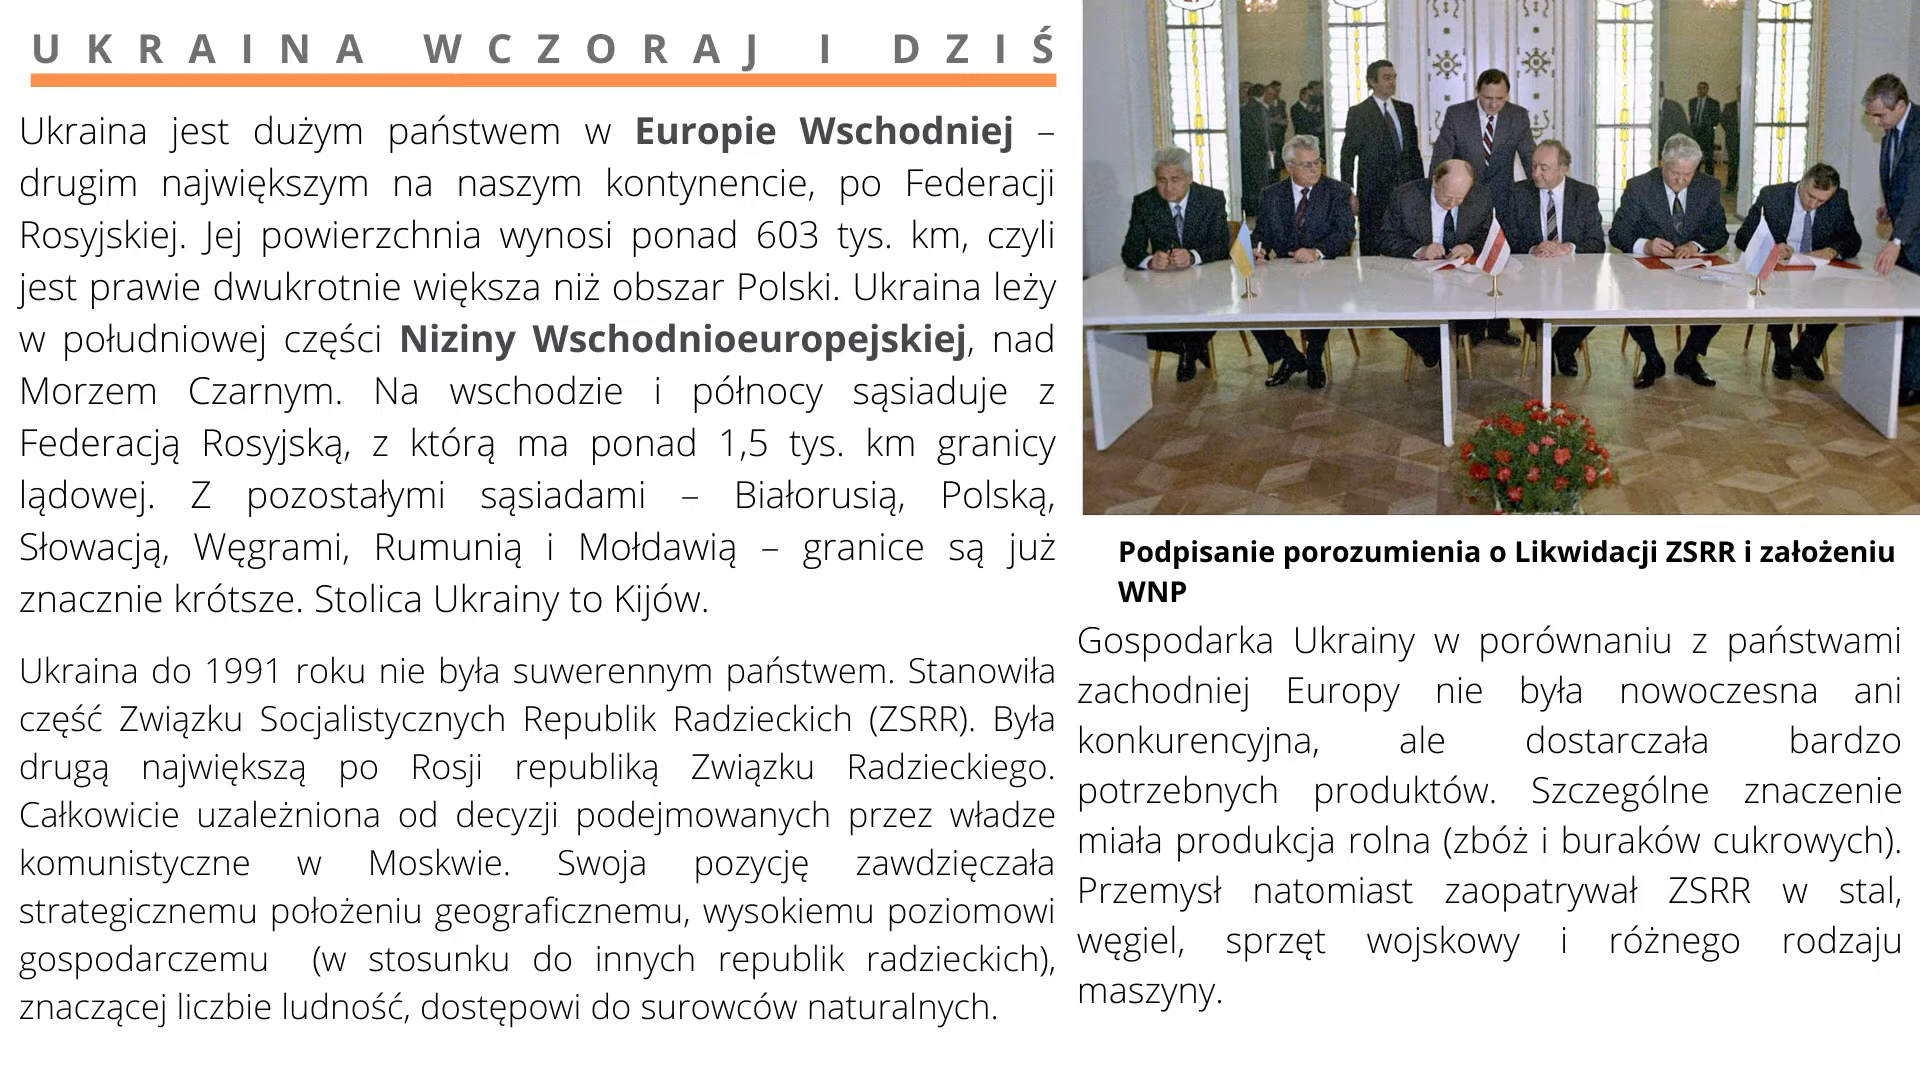 UKRAINA WCZORAJ I DZIŚ
Ukraina jest dużym państwem w Europie Wschodniej –
drugim największym na naszym kontynencie, po Federacji
Rosyjskiej. Jej powierzchnia wynosi ponad 603 tys. km, czyli
jest prawie dwukrotnie większa niż obszar Polski. Ukraina leży
w południowej części Niziny Wschodnioeuropejskiej, nad
Morzem Czarnym. Na wschodzie i północy sąsiaduje z
Federacją Rosyjską, z którą ma ponad 1,5 tys. km granicy
lądowej. Z pozostałymi sąsiadami – Białorusią, Polską,
Słowacją, Węgrami, Rumunią i Mołdawią – granice są już
znacznie krótsze. Stolica Ukrainy to Kijów.
Ukraina do 1991 roku nie była suwerennym państwem. Stanowiła
część Związku Socjalistycznych Republik Radzieckich (ZSRR). Była
drugą największą po Rosji republiką Związku Radzieckiego.
Całkowicie uzależniona od decyzji podejmowanych przez władze
komunistyczne w Moskwie. Swoja pozycję zawdzięczała
strategicznemu położeniu geograficznemu, wysokiemu poziomowi
gospodarczemu (w stosunku do innych republik radzieckich),
znaczącej liczbie ludność, dostępowi do surowców naturalnych.
Podpisanie porozumienia o Likwidacji ZSRR i założeniu
WNP
Gospodarka Ukrainy w porównaniu z państwami
zachodniej Europy nie była nowoczesna ani
konkurencyjna, ale dostarczała bardzo
potrzebnych produktów. Szczególne znaczenie
miała produkcja rolna (zbóż i buraków cukrowych).
Przemysł natomiast zaopatrywał ZSRR w stal,
węgiel, sprzęt wojskowy i różnego rodzaju
maszyny.